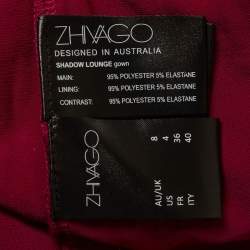 ZHIVAGO
DESIGNED IN AUSTRALIA
SHADOW LOUNGE gown
MAIN: 95% POLYESTER 5% ELASTANE
LINING: 95% POLYESTER 5% ELASTANE
CONTRAST: 95% POLYESTER 5% ELASTANE
ZHIVAGO
AU/UK 8
US 4
FR 36
ITY 40